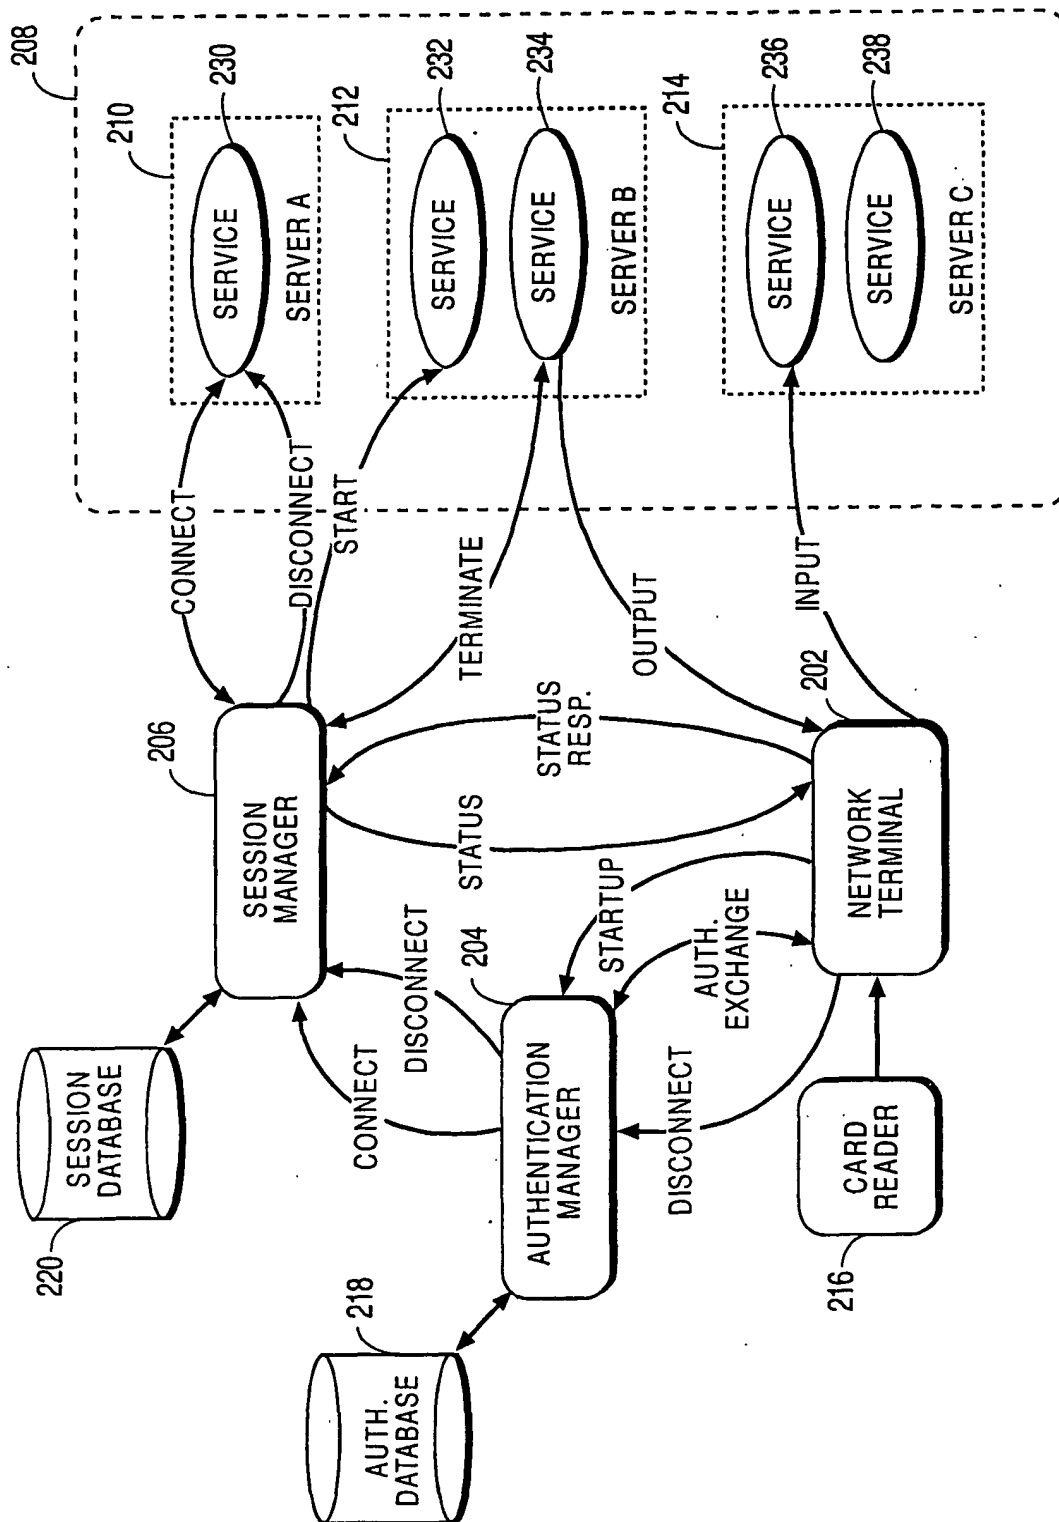 208
210
230
SERVICE
SERVER A
212
232
SERVICE
234
SERVICE
SERVER B
214
236
SERVICE
238
SERVICE
SERVER C
CONNECT
DISCONNECT
START
TERMINATE
OUTPUT
INPUT
206
SESSION
MANAGER
STATUS
STATUS
RESP.
202
NETWORK
TERMINAL
STARTUP
AUTH.
EXCHANGE
204
AUTHENTICATION
MANAGER
CONNECT
DISCONNECT
DISCONNECT
CARD
READER
216
SESSION
DATABASE
220
AUTH.
DATABASE
218